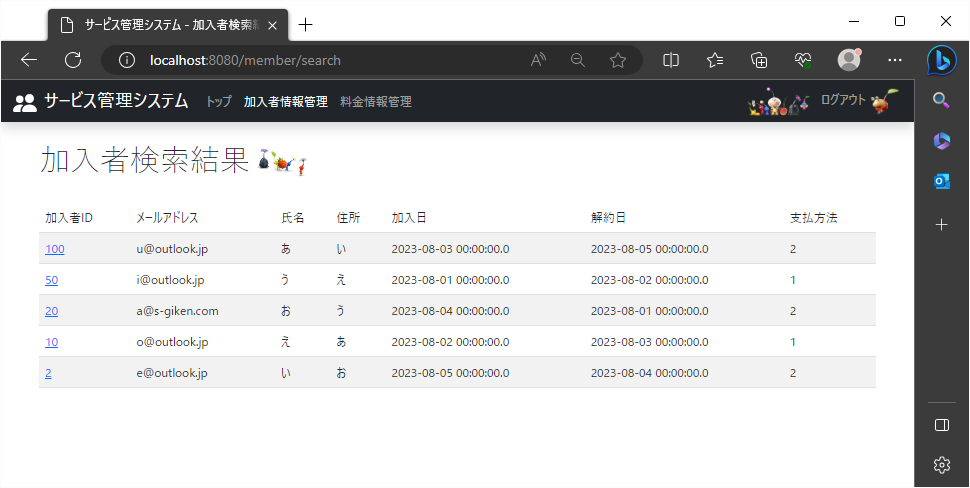 サービス管理システム - 加入者検索
localhost:8080/member/search
サービス管理システム トップ 加入者情報管理 料金情報管理 ログアウト
加入者検索結果
加入者ID メールアドレス 氏名 住所 加入日 解約日 支払方法
100 u@outlook.jp あ い 2023-08-03 00:00:00.0 2023-08-05 00:00:00.0 2
50 i@outlook.jp う え 2023-08-01 00:00:00.0 2023-08-02 00:00:00.0 1
20 a@s-giken.com お う 2023-08-04 00:00:00.0 2023-08-01 00:00:00.0 2
10 o@outlook.jp え あ 2023-08-02 00:00:00.0 2023-08-03 00:00:00.0 1
2 e@outlook.jp い お 2023-08-05 00:00:00.0 2023-08-04 00:00:00.0 2